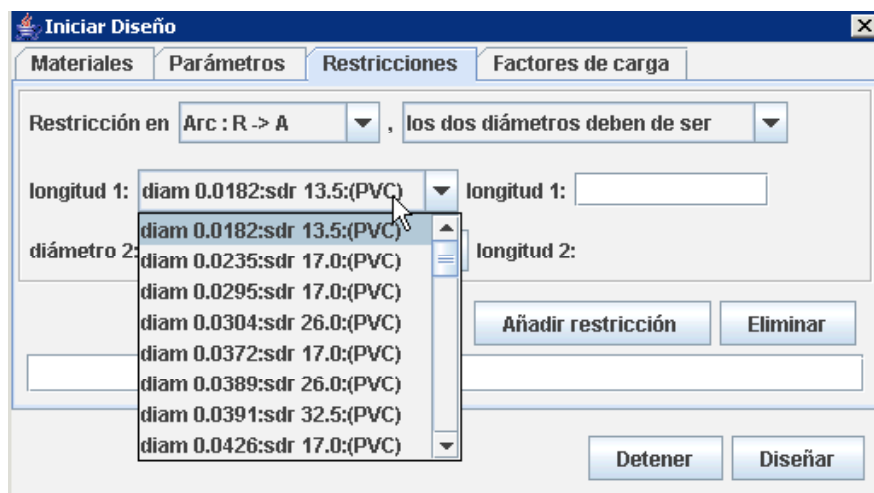 Iniciar Diseño
Materiales Parámetros Restricciones Factores de carga
Restricción en Arc : R -> A , los dos diámetros deben de ser
longitud 1: diam 0.0182:sdr 13.5:(PVC) longitud 1:
diam 0.0182:sdr 13.5:(PVC)
diámetro 2: longitud 2:
diam 0.0235:sdr 17.0:(PVC)
diam 0.0295:sdr 17.0:(PVC)
diam 0.0304:sdr 26.0:(PVC)
Añadir restricción Eliminar
diam 0.0372:sdr 17.0:(PVC)
diam 0.0389:sdr 26.0:(PVC)
diam 0.0391:sdr 32.5:(PVC)
diam 0.0426:sdr 17.0:(PVC)
Detener Diseñar